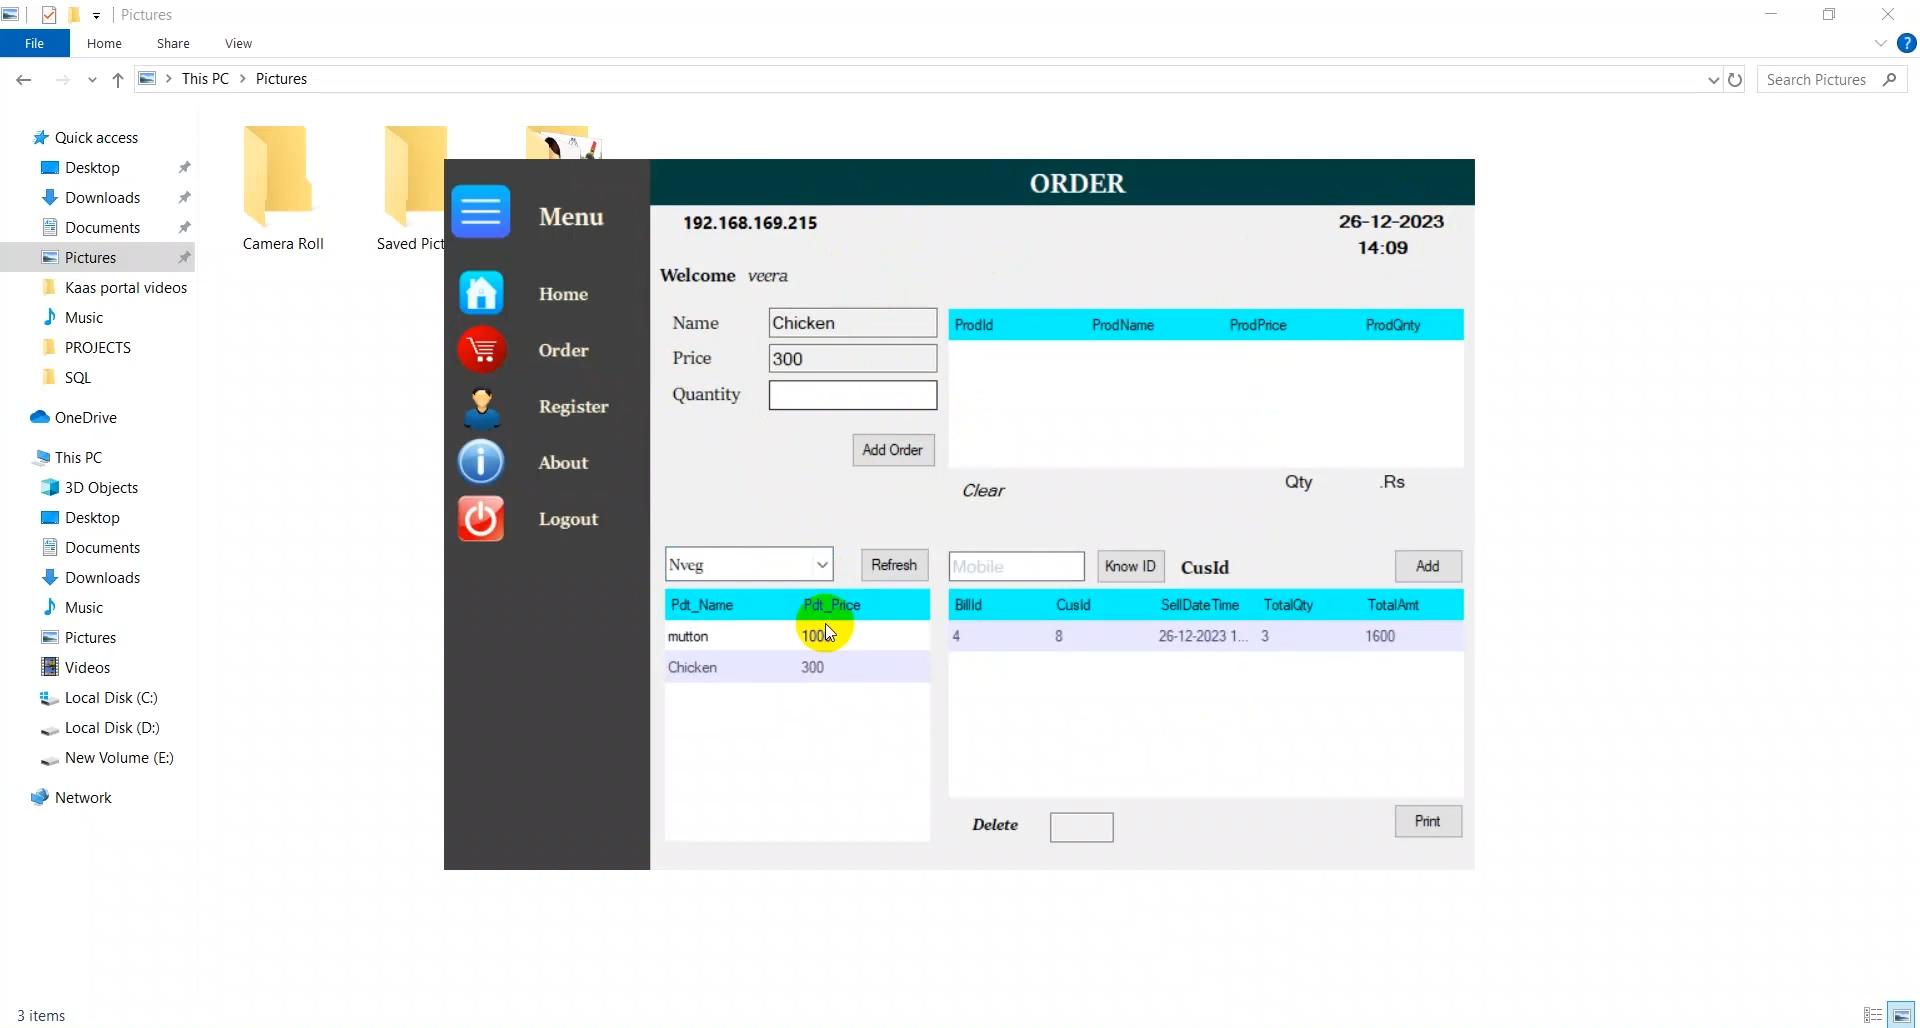 Pictures
File Home Share View
This PC > Pictures
Search Pictures
Quick access
Desktop
Downloads
Documents
Pictures
Kaas portal videos
Music
PROJECTS
SQL
OneDrive
This PC
3D Objects
Desktop
Documents
Downloads
Music
Pictures
Videos
Local Disk (C:)
Local Disk (D:)
New Volume (E:)
Network
3 items
Camera Roll
Saved Pict
Menu
Home
Order
Register
About
Logout
ORDER
192.168.169.215
26-12-2023
14:09
Welcome veera
Name Chicken
Price 300
Quantity
Add Order
ProdId ProdName ProdPrice ProdQnty
Clear
Qty .Rs
Nveg Refresh
Pdt_Name Pdt_Price
mutton
Chicken 300
Mobile Know ID CusId Add
BillId CusId SellDateTime TotalQty TotalAmt
4 8 26-12-2023 1... 3 1600
Delete
Print